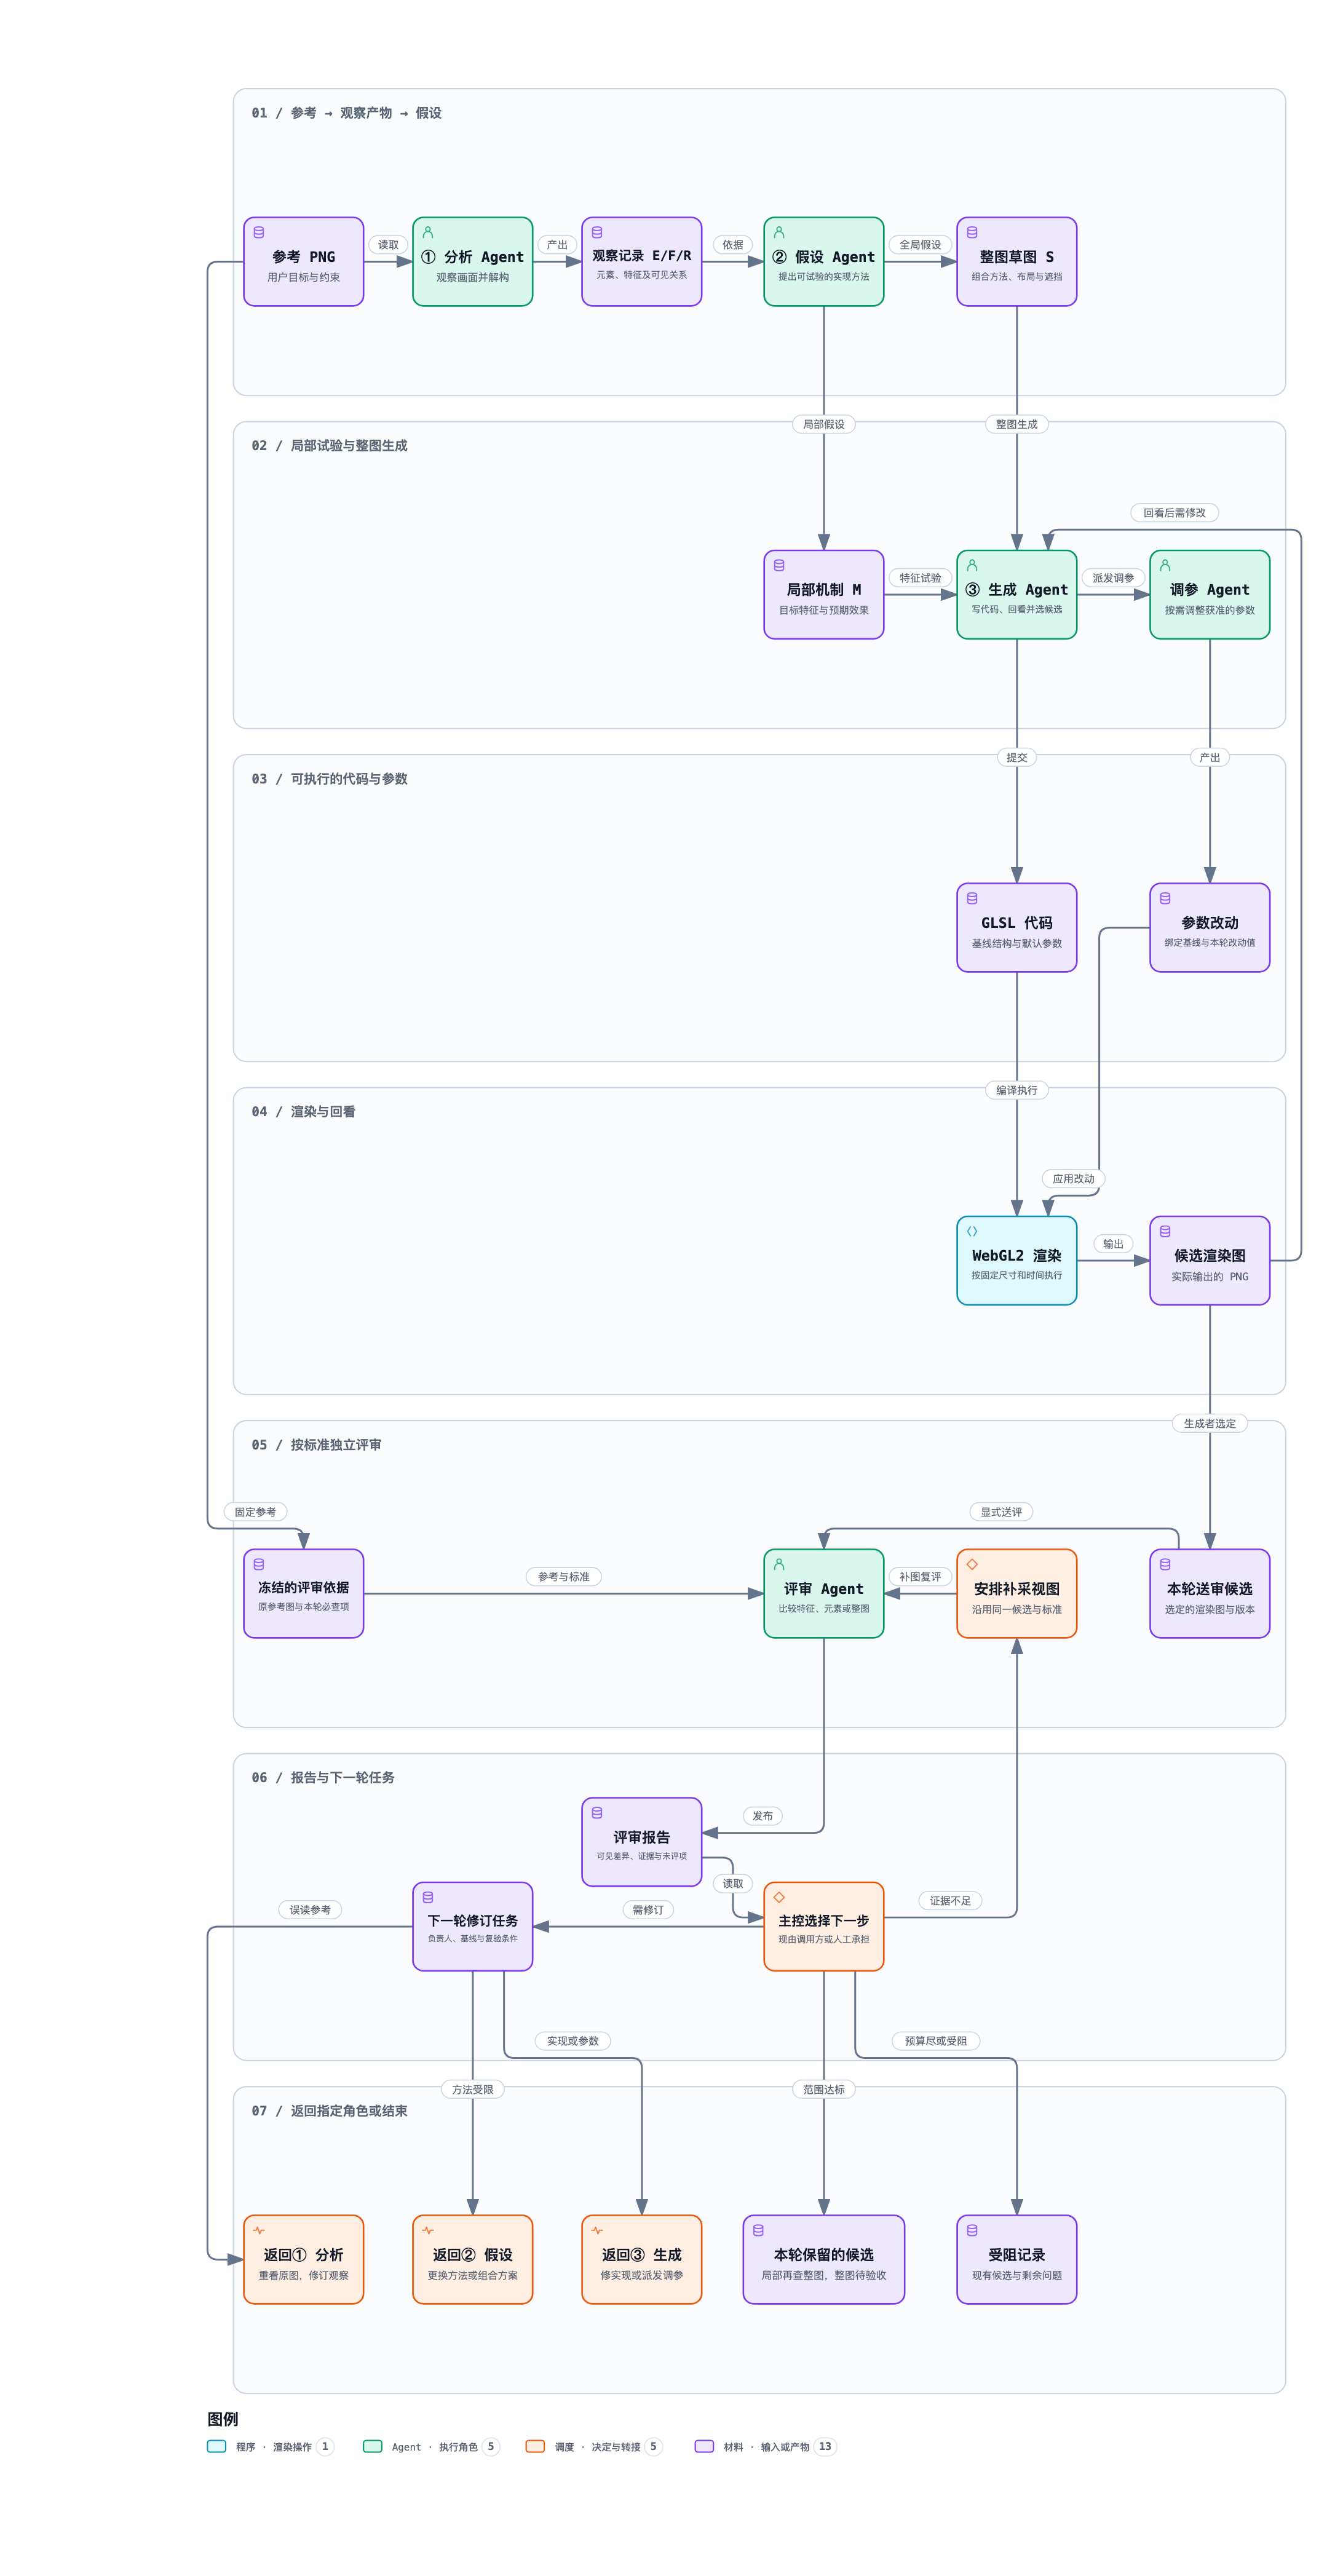 01 / 参考 → 观察产物 → 假设
参考 PNG
用户目标与约束
读取
① 分析 Agent
观察画面并解构
产出
观察记录 E/F/R
元素、特征及可见关系
依据
② 假设 Agent
提出可试验的实现方法
全局假设
整图草图 S
组合方法、布局与遮挡
局部假设
整图生成
02 / 局部试验与整图生成
回看后需修改
局部机制 M
目标特征与预期效果
特征试验
③ 生成 Agent
写代码、回看并选候选
派发调参
调参 Agent
按需调整获准的参数
提交
产出
03 / 可执行的代码与参数
GLSL 代码
基线结构与默认参数
参数改动
绑定基线与本轮改动值
编译执行
04 / 渲染与回看
应用改动
WebGL2 渲染
按固定尺寸和时间执行
输出
候选渲染图
实际输出的 PNG
生成者选定
05 / 按标准独立评审
固定参考
显式送评
冻结的评审依据
原参考图与本轮必查项
参考与标准
评审 Agent
比较特征、元素或整图
补图复评
安排补采视图
沿用同一候选与标准
本轮送审候选
选定的渲染图与版本
06 / 报告与下一轮任务
评审报告
可见差异、证据与未评项
发布
读取
误读参考
下一轮修订任务
负责人、基线与复验条件
需修订
主控选择下一步
现由调用方或人工承担
证据不足
实现或参数
预算尽或受阻
方法受限
范围达标
07 / 返回指定角色或结束
返回① 分析
重看原图，修订观察
返回② 假设
更换方法或组合方案
返回③ 生成
修实现或派发调参
本轮保留的候选
局部再查整图，整图待验收
受阻记录
现有候选与剩余问题
图例
程序 · 渲染操作 1
Agent · 执行角色 5
调度 · 决定与转接 5
材料 · 输入或产物 13